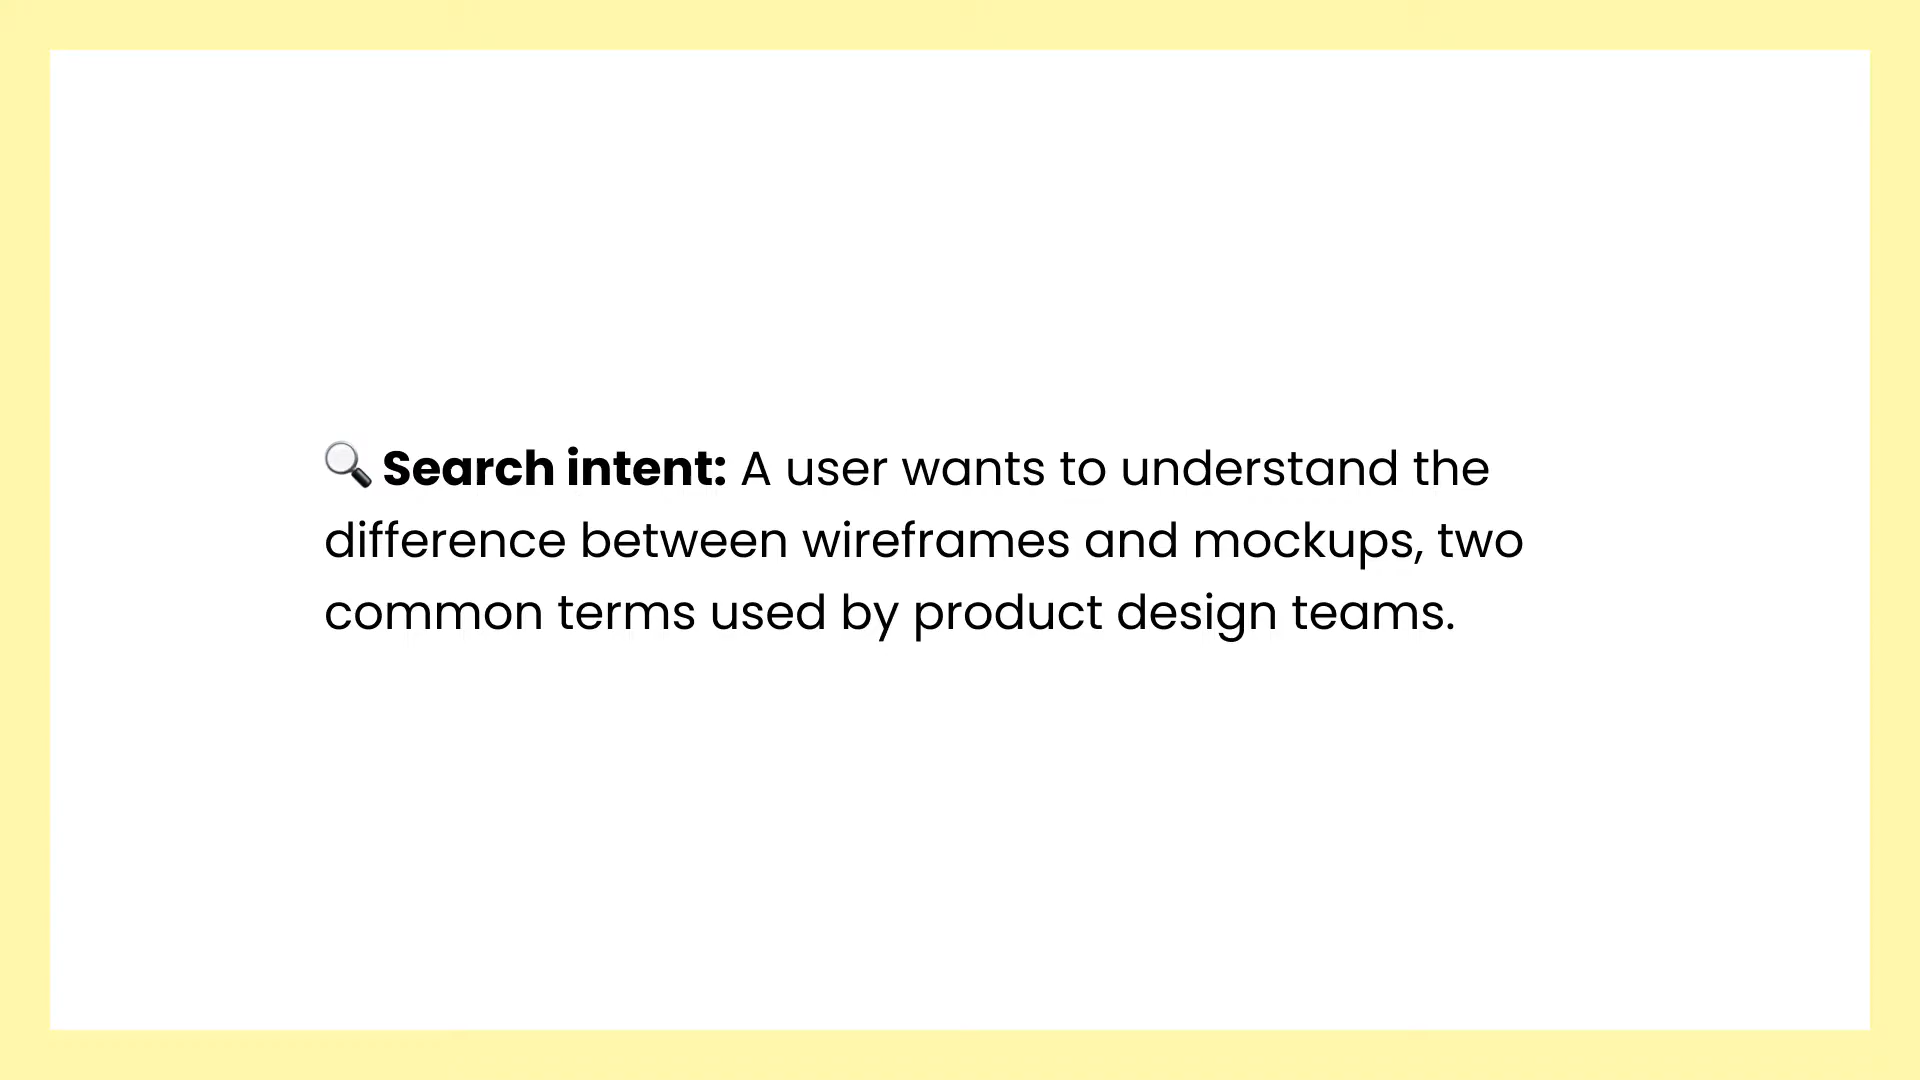 🔍 Search intent: A user wants to understand the
difference between wireframes and mockups, two
common terms used by product design teams.